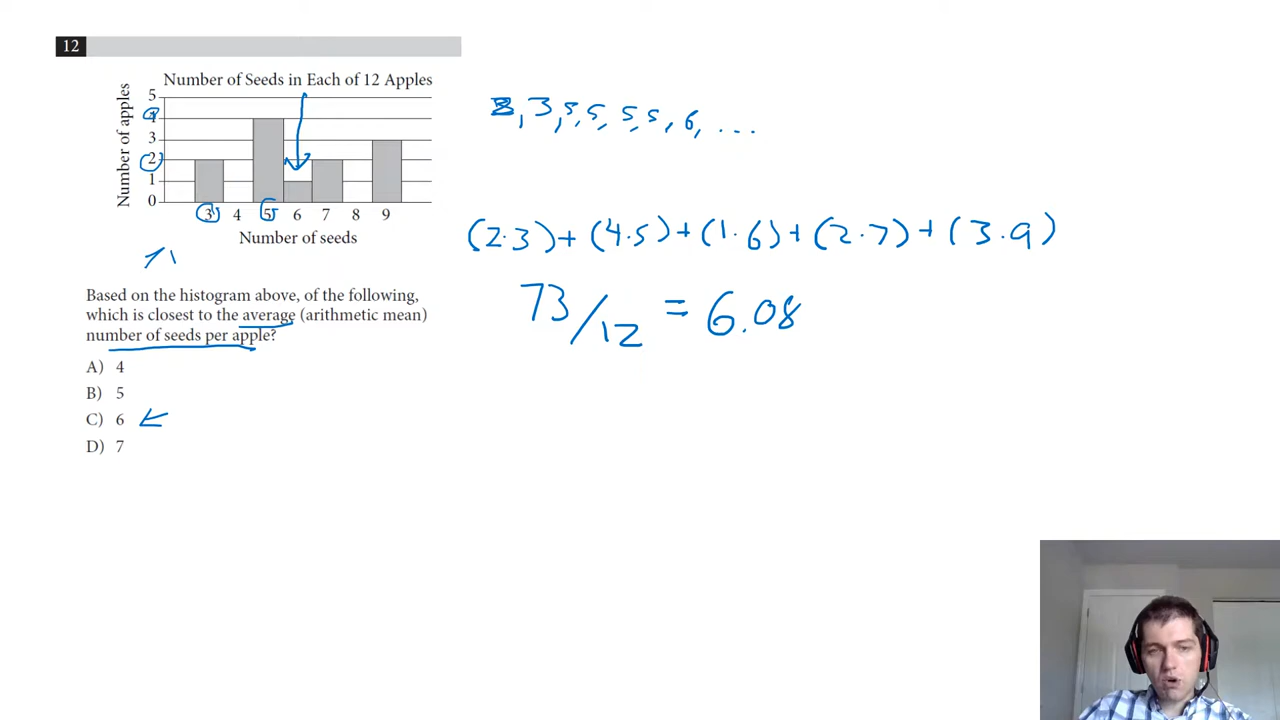 12
Number of Seeds in Each of 12 Apples
Number of apples
5
4
3
2
1
0
3 4 5 6 7 8 9
Number of seeds
Based on the histogram above, of the following,
which is closest to the average (arithmetic mean)
number of seeds per apple?
A) 4
B) 5
C) 6
D) 7
3, 3, 5, 5, 5, 5, 6, ...
(2·3) + (4·5) + (1·6) + (2·7) + (3·9)
73/12 = 6.08